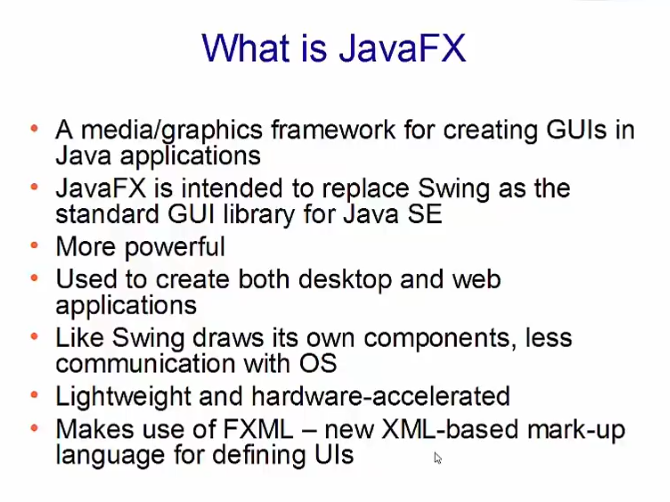 What is JavaFX
• A media/graphics framework for creating GUIs in
Java applications
• JavaFX is intended to replace Swing as the
standard GUI library for Java SE
• More powerful
• Used to create both desktop and web
applications
• Like Swing draws its own components, less
communication with OS
• Lightweight and hardware-accelerated
• Makes use of FXML – new XML-based mark-up
language for defining UIs